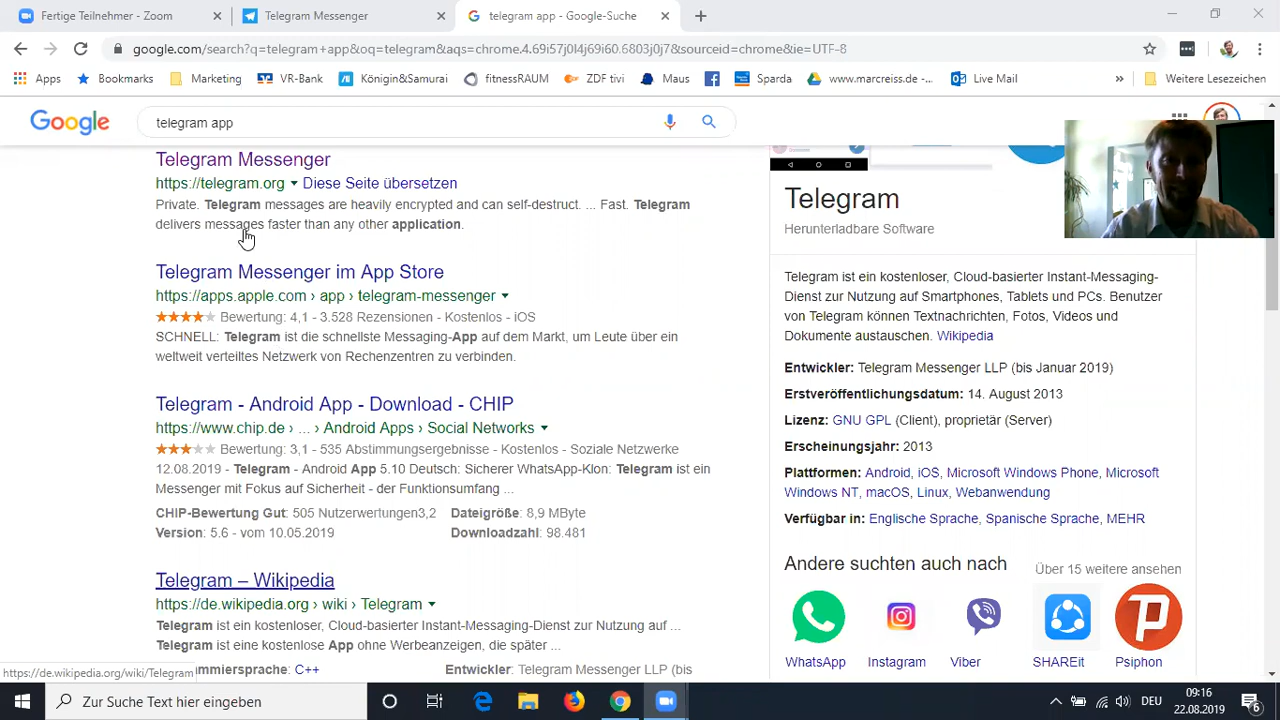 Fertige Teilnehmer - Zoom
Telegram Messenger
telegram app - Google-Suche
google.com/search?q=telegram+app&oq=telegram&aqs=chrome.4.69i57j0l4j69i60.6803j0j7&sourceid=chrome&ie=UTF-8
Apps Bookmarks Marketing VR-Bank Königin&Samurai fitnessRAUM ZDF tivi Maus Sparda www.marcreiss.de -... Live Mail » Weitere Lesezeichen
Google telegram app
Telegram Messenger
https://telegram.org Diese Seite übersetzen
Private. Telegram messages are heavily encrypted and can self-destruct. ... Fast. Telegram
delivers messages faster than any other application.
Telegram Messenger im App Store
https://apps.apple.com › app › telegram-messenger
Bewertung: 4,1 - 3.528 Rezensionen - Kostenlos - iOS
SCHNELL: Telegram ist die schnellste Messaging-App auf dem Markt, um Leute über ein
weltweit verteiltes Netzwerk von Rechenzentren zu verbinden.
Telegram - Android App - Download - CHIP
https://www.chip.de › ... › Android Apps › Social Networks
Bewertung: 3,1 - 535 Abstimmungsergebnisse - Kostenlos - Soziale Netzwerke
12.08.2019 - Telegram - Android App 5.10 Deutsch: Sicherer WhatsApp-Klon: Telegram ist ein
Messenger mit Fokus auf Sicherheit - der Funktionsumfang ...
CHIP-Bewertung Gut: 505 Nutzerwertungen3,2 Dateigröße: 8,9 MByte
Version: 5.6 - vom 10.05.2019 Downloadzahl: 98.481
Telegram – Wikipedia
https://de.wikipedia.org › wiki › Telegram
Telegram ist ein kostenloser, Cloud-basierter Instant-Messaging-Dienst zur Nutzung auf ...
Telegram ist eine kostenlose App ohne Werbeanzeigen, die später ...
ammiersprache: C++ Entwickler: Telegram Messenger LLP (bis
https://de.wikipedia.org/wiki/Telegram
Telegram
Herunterladbare Software
Telegram ist ein kostenloser, Cloud-basierter Instant-Messaging-
Dienst zur Nutzung auf Smartphones, Tablets und PCs. Benutzer
von Telegram können Textnachrichten, Fotos, Videos und
Dokumente austauschen. Wikipedia
Entwickler: Telegram Messenger LLP (bis Januar 2019)
Erstveröffentlichungsdatum: 14. August 2013
Lizenz: GNU GPL (Client), proprietär (Server)
Erscheinungsjahr: 2013
Plattformen: Android, iOS, Microsoft Windows Phone, Microsoft
Windows NT, macOS, Linux, Webanwendung
Verfügbar in: Englische Sprache, Spanische Sprache, MEHR
Andere suchten auch nach Über 15 weitere ansehen
WhatsApp Instagram Viber SHAREit Psiphon
Zur Suche Text hier eingeben
DEU
09:16
22.08.2019
6